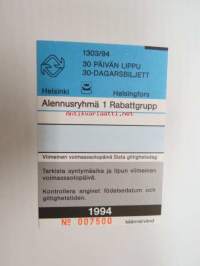 1303/94
30 PÄIVÄN LIPPU
30-DAGARSBILJETT
Helsinki Helsingfors
Alennusryhmä 1 Rabattgrupp
Viimeinen voimassaolopäivä Sista giltighetsdag
Tarkista syntymäaika ja lipun viimeinen
voimassaolopäivä.
Kontrollera angivet födelsedatum och
giltighetstiden.
1994
№ 007500